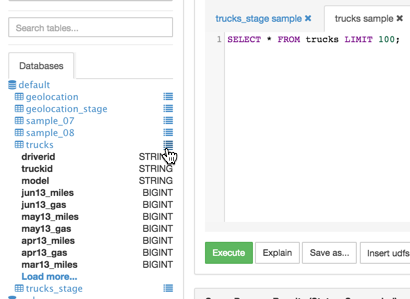 Search tables...
Databases
default
geolocation
geolocation_stage
sample_07
sample_08
trucks
driverid STRING
truckid STRING
model STRING
jun13_miles BIGINT
jun13_gas BIGINT
may13_miles BIGINT
may13_gas BIGINT
apr13_miles BIGINT
apr13_gas BIGINT
mar13_miles BIGINT
Load more...
trucks_stage
trucks_stage sample ✖ trucks sample ✖
1 SELECT * FROM trucks LIMIT 100;
Execute Explain Save as... Insert udfs